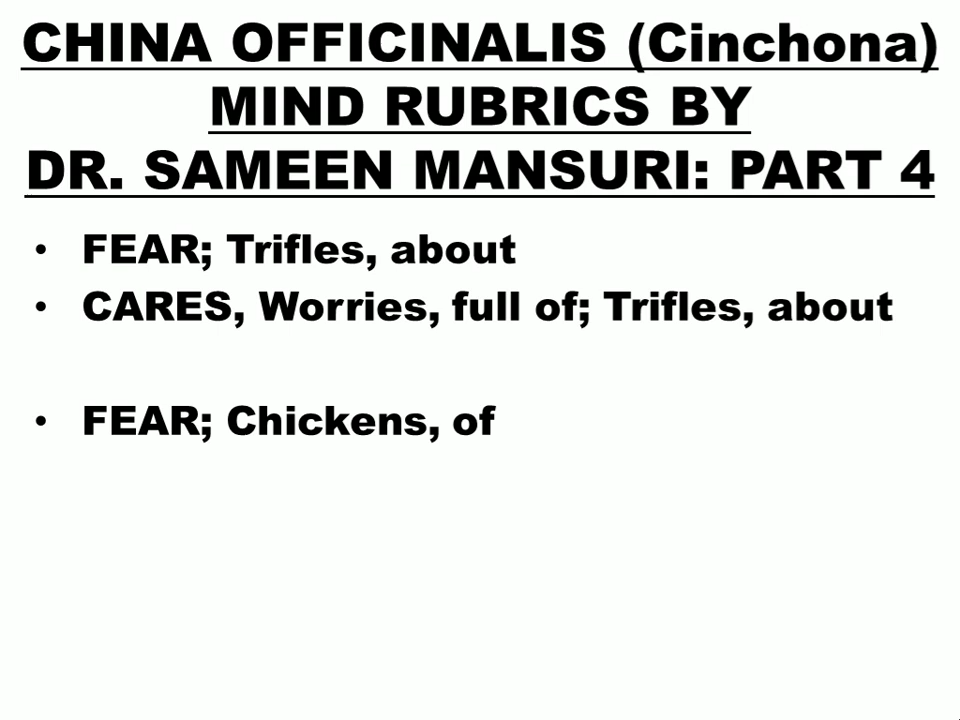 CHINA OFFICINALIS (Cinchona)
MIND RUBRICS BY
DR. SAMEEN MANSURI: PART 4
• FEAR; Trifles, about
• CARES, Worries, full of; Trifles, about
• FEAR; Chickens, of